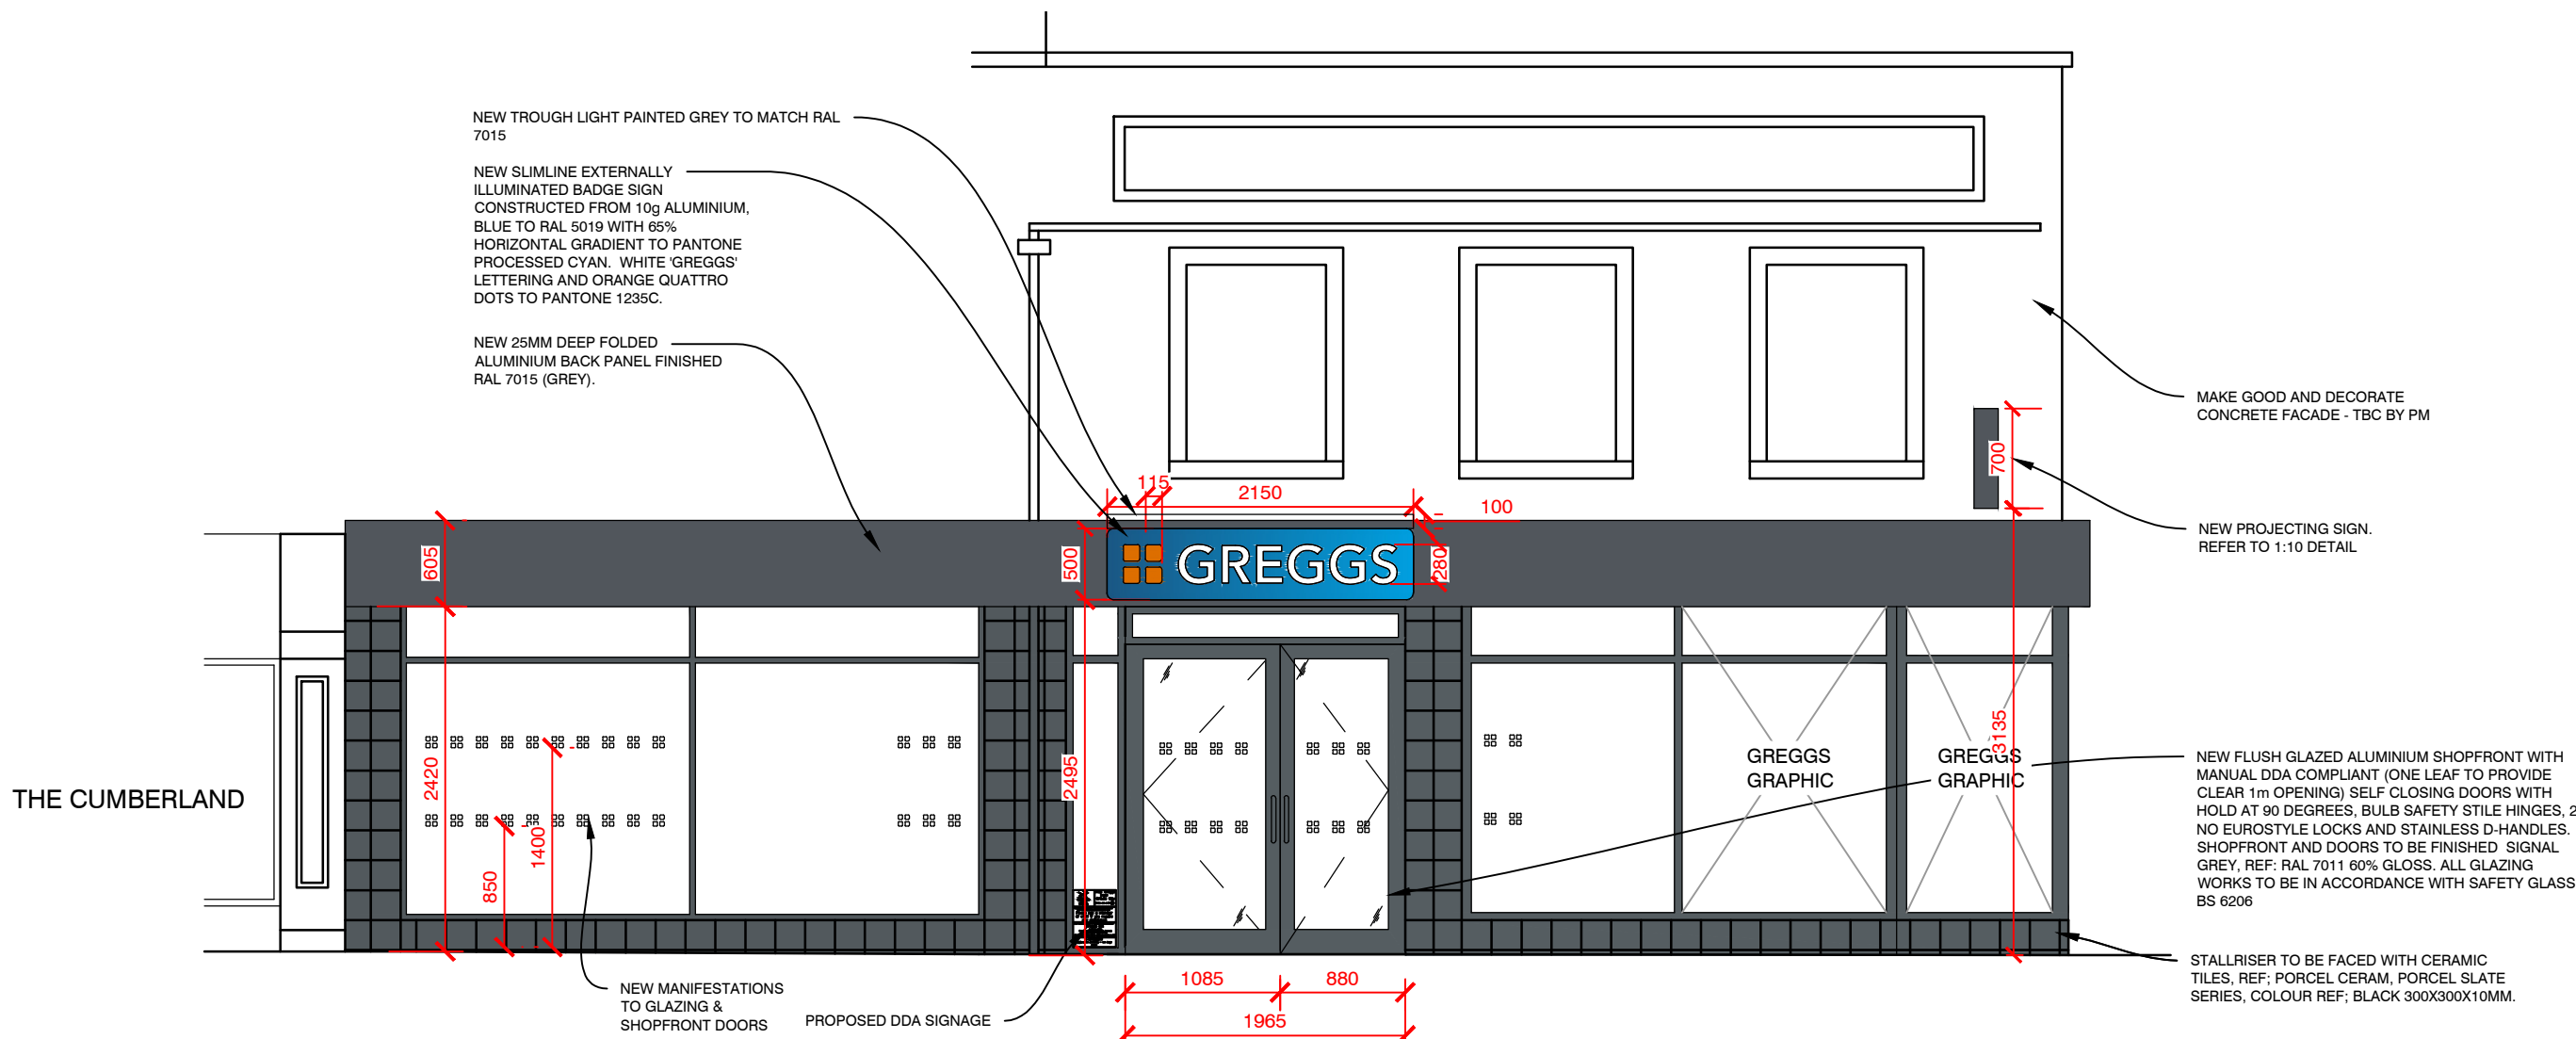 NEW TROUGH LIGHT PAINTED GREY TO MATCH RAL
7015
NEW SLIMLINE EXTERNALLY
ILLUMINATED BADGE SIGN
CONSTRUCTED FROM 10g ALUMINIUM,
BLUE TO RAL 5019 WITH 65%
HORIZONTAL GRADIENT TO PANTONE
PROCESSED CYAN. WHITE 'GREGGS'
LETTERING AND ORANGE QUATTRO
DOTS TO PANTONE 1235C.
NEW 25MM DEEP FOLDED
ALUMINIUM BACK PANEL FINISHED
RAL 7015 (GREY).
MAKE GOOD AND DECORATE
CONCRETE FACADE - TBC BY PM
700
NEW PROJECTING SIGN.
REFER TO 1:10 DETAIL
115
2150
100
605
500
GREGGS
280
2420
850
1400
2495
3135
THE CUMBERLAND
GREGGS
GRAPHIC
GREGGS
GRAPHIC
NEW FLUSH GLAZED ALUMINIUM SHOPFRONT WITH
MANUAL DDA COMPLIANT (ONE LEAF TO PROVIDE
CLEAR 1m OPENING) SELF CLOSING DOORS WITH
HOLD AT 90 DEGREES, BULB SAFETY STILE HINGES, 2
NO EUROSTYLE LOCKS AND STAINLESS D-HANDLES.
SHOPFRONT AND DOORS TO BE FINISHED SIGNAL
GREY, REF: RAL 7011 60% GLOSS. ALL GLAZING
WORKS TO BE IN ACCORDANCE WITH SAFETY GLASS
BS 6206
STALLRISER TO BE FACED WITH CERAMIC
TILES, REF; PORCEL CERAM, PORCEL SLATE
SERIES, COLOUR REF; BLACK 300X300X10MM.
NEW MANIFESTATIONS
TO GLAZING &
SHOPFRONT DOORS
PROPOSED DDA SIGNAGE
1085
880
1965